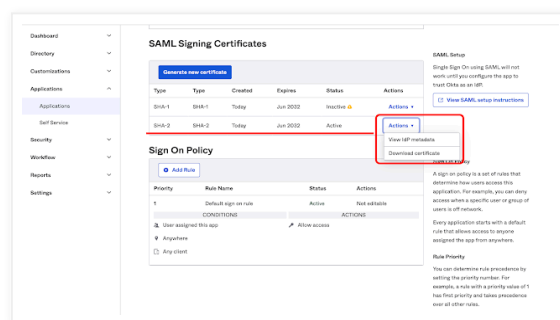 Dashboard
Directory
Customizations
Applications
Applications
Self Service
Security
Workflow
Reports
Settings
SAML Signing Certificates
Generate new certificate
Type Type Created Expires Status Actions
SHA-1 SHA-1 Today Jun 2032 Inactive Actions
SHA-2 SHA-2 Today Jun 2032 Active Actions
View IdP metadata
Download certificate
Sign On Policy
Add Rule
Priority Rule Name Status Actions
1 Default sign on rule Active Not editable
CONDITIONS ACTIONS
User assigned this app Allow access
Anywhere
Any client
SAML Setup
Single Sign On using SAML will not
work until you configure the app to
trust Okta as an IdP.
View SAML setup instructions
Policy
A sign on policy is a set of rules that
determine how users access this
application. For example, you can deny
access when a specific user or group of
users is off network.
Every application starts with a default
rule that allows access to anyone
assigned the app from anywhere.
Rule Priority
You can determine rule precedence by
setting the priority number. For
example, a rule with a priority value of 1
has first priority and takes precedence
over all other rules.